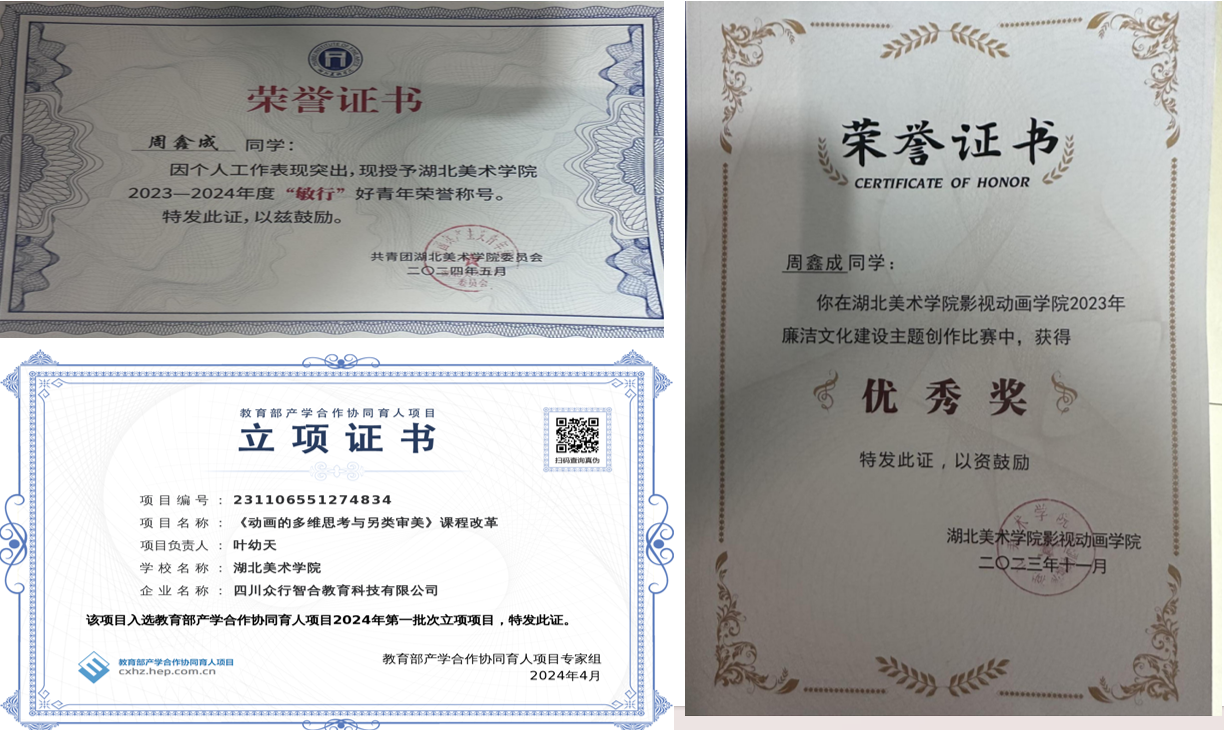 荣誉证书
周鑫成 同学：
因个人工作表现突出，现授予湖北美术学院
2023—2024年度“敏行”好青年荣誉称号。
特发此证，以兹鼓励。
共青团湖北美术学院委员会
二〇二四年五月
教育部产学合作协同育人项目
立项证书
扫码查询真伪
项目编号：231106551274834
项目名称：《动画的多维思考与另类审美》课程改革
项目负责人：叶幼天
学校名称：湖北美术学院
企业名称：四川众行智合教育科技有限公司
该项目入选教育部产学合作协同育人项目2024年第一批次立项项目，特发此证。
教育部产学合作协同育人项目
cxhz.hep.com.cn
教育部产学合作协同育人项目专家组
2024年4月
荣誉证书
CERTIFICATE OF HONOR
周鑫成同学：
你在湖北美术学院影视动画学院2023年
廉洁文化建设主题创作比赛中，获得
优秀奖
特发此证，以资鼓励
湖北美术学院影视动画学院
二〇二三年十一月